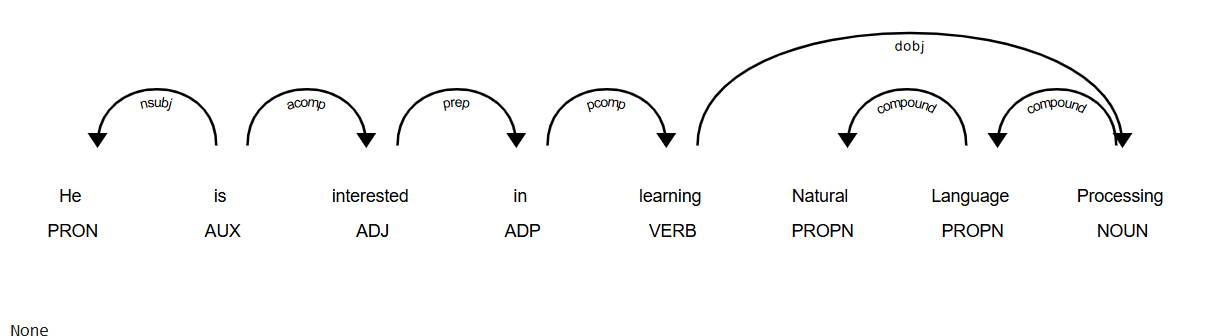 dobj
nsubj acomp prep pcomp compound compound
He is interested in learning Natural Language Processing
PRON AUX ADJ ADP VERB PROPN PROPN NOUN
None